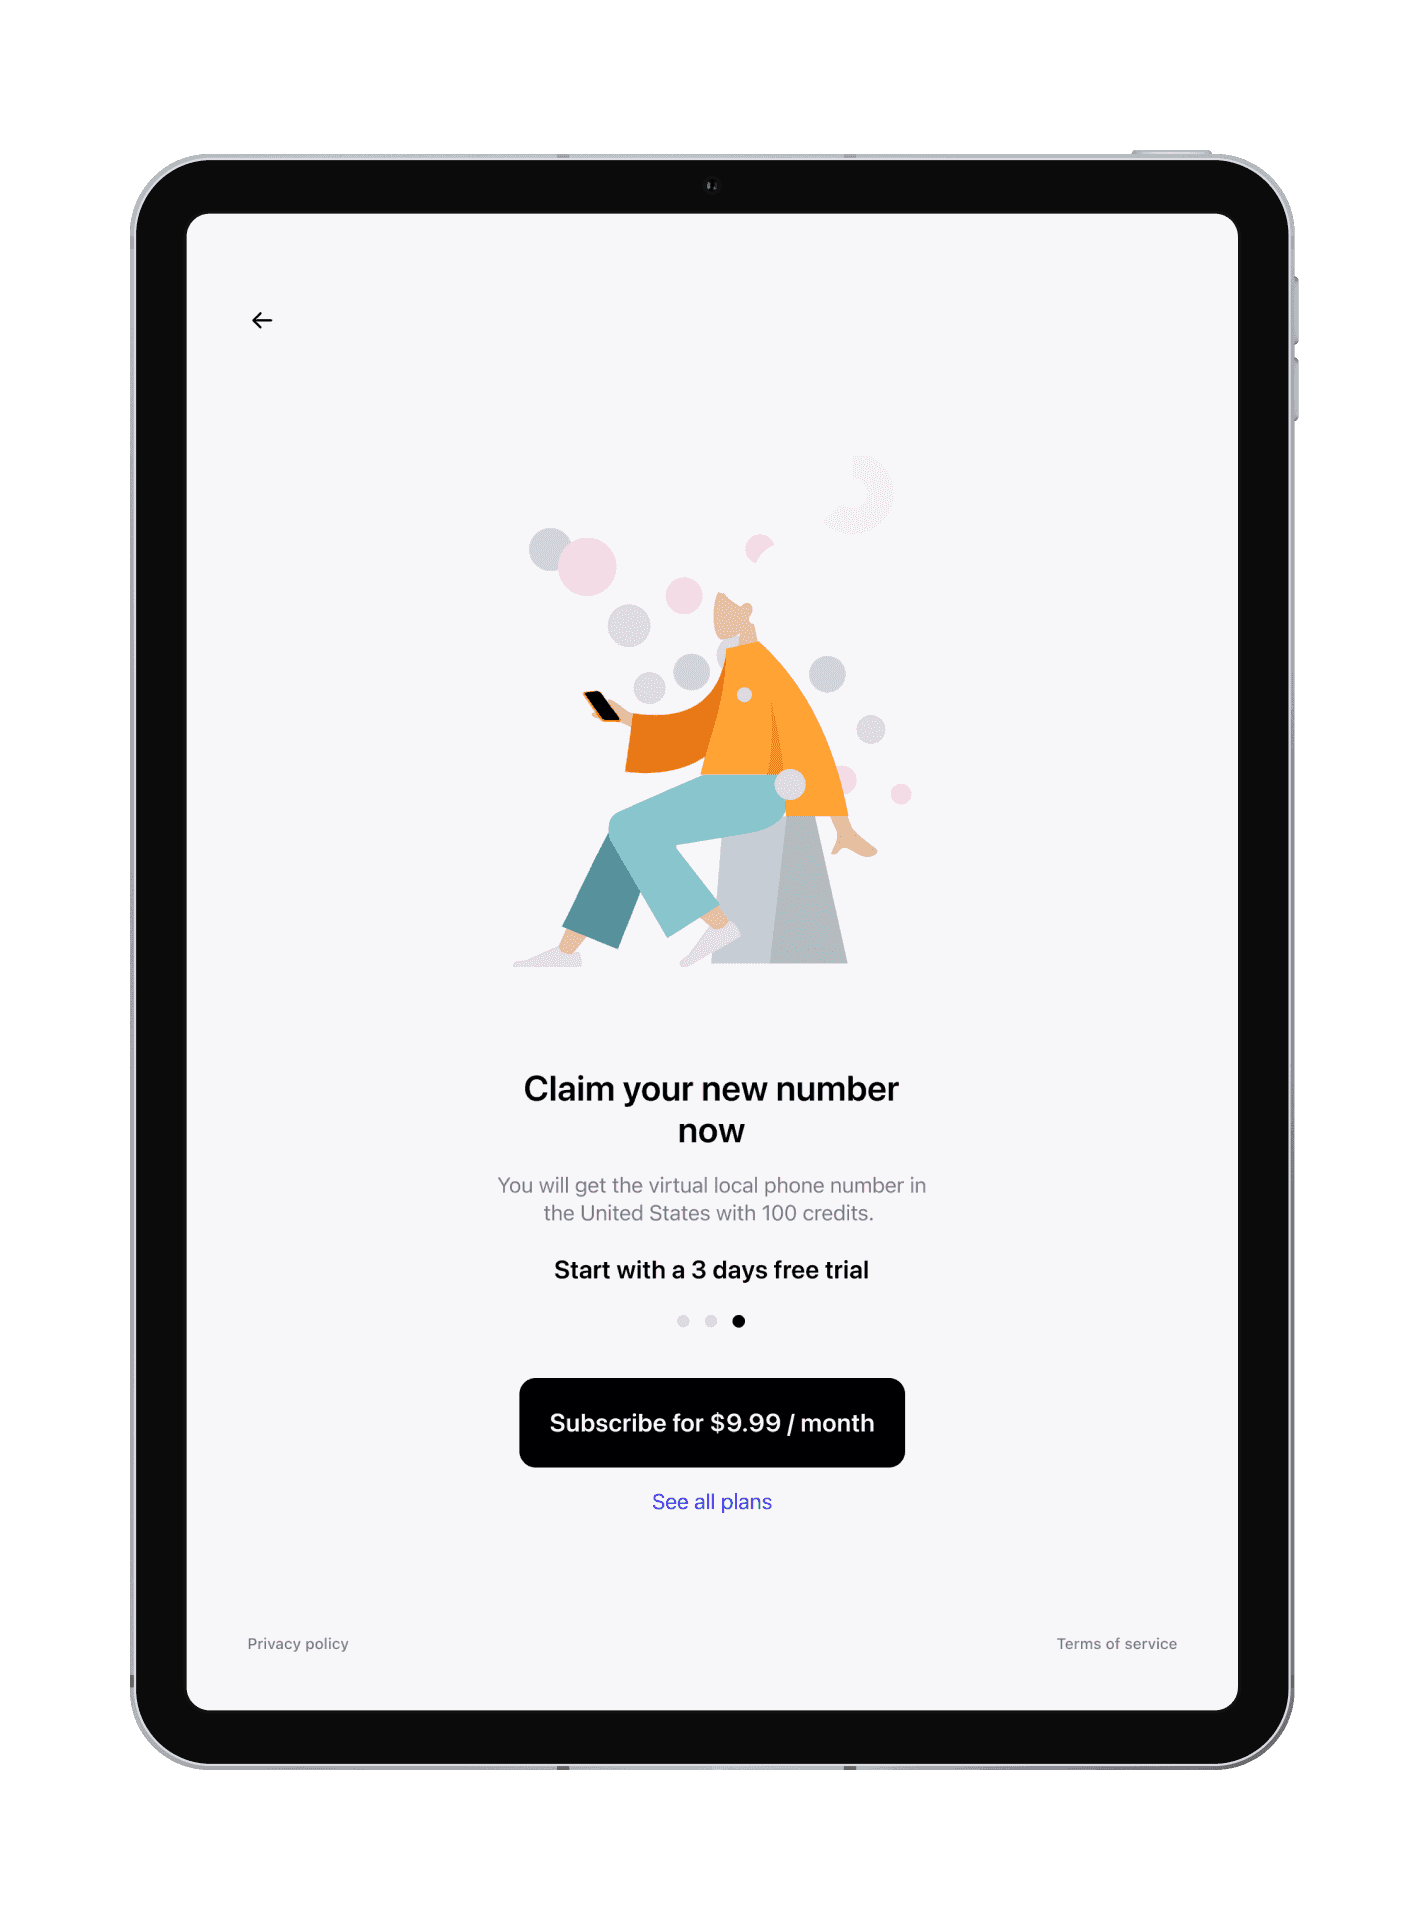 Claim your new number
now
You will get the virtual local phone number in
the United States with 100 credits.
Start with a 3 days free trial
Subscribe for $9.99 / month
See all plans
Privacy policy
Terms of service